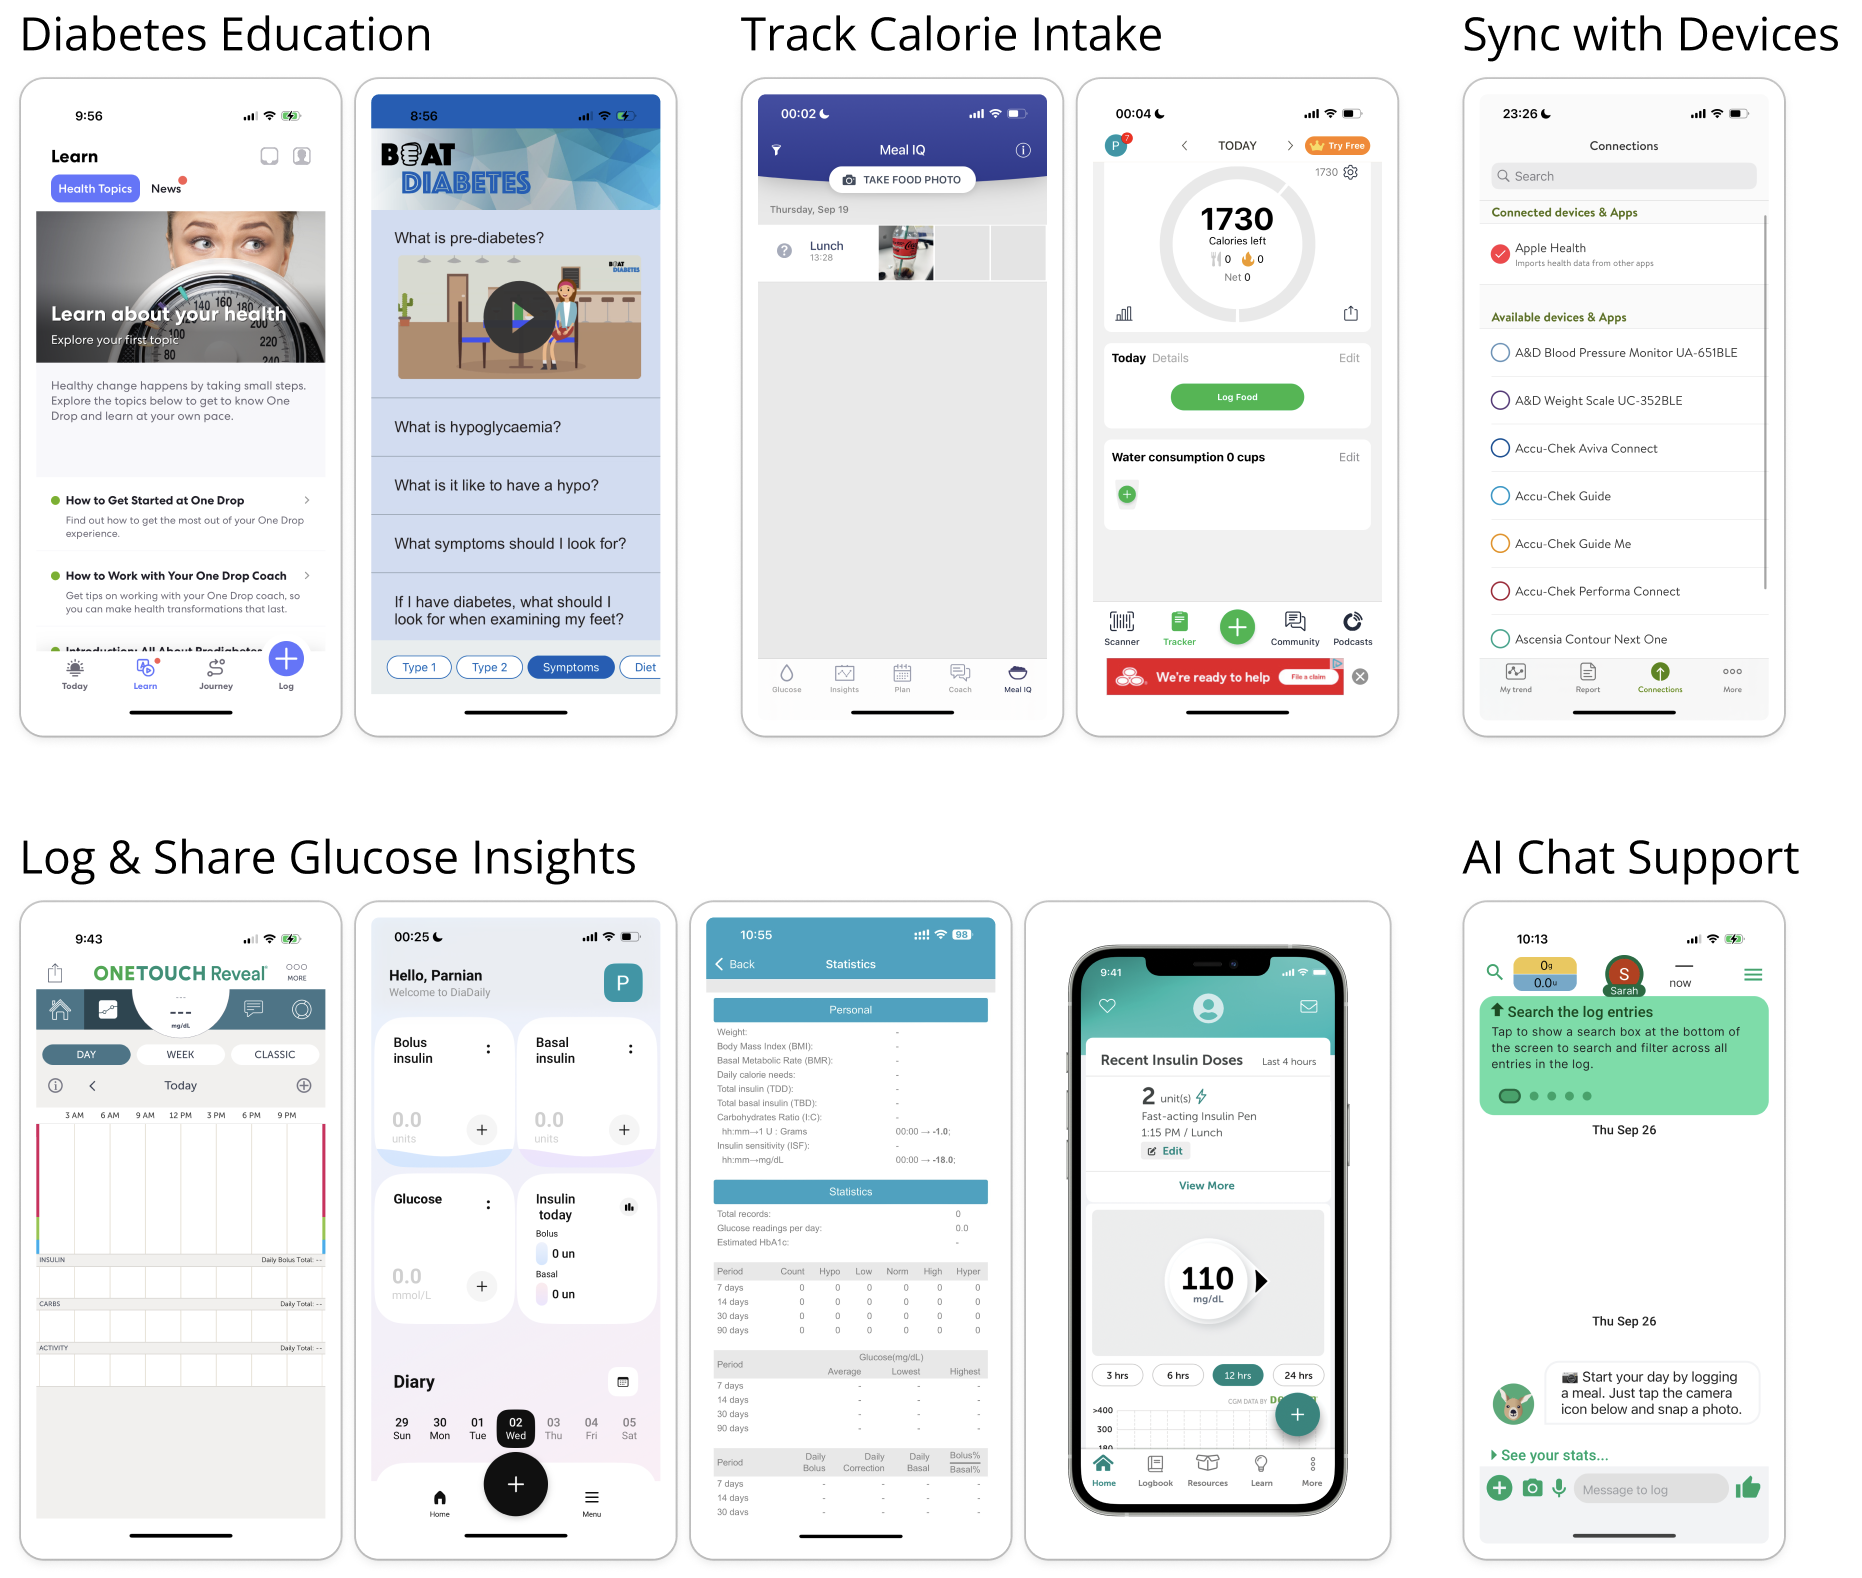 Diabetes Education
9:56
Learn
Health Topics
News
140 160 180
200
100
220
80
240
Learn about your health
Explore your first topic
Healthy change happens by taking small steps.
Explore the topics below to get to know One
Drop and learn at your own pace.
How to Get Started at One Drop
Find out how to get the most out of your One Drop
experience.
How to Work with Your One Drop Coach
Get tips on working with your One Drop coach, so
you can make health transformations that last.
Introduction: All About Prediabetes
Today
Learn
Journey
Log
8:56
BEAT
DIABETES
What is pre-diabetes?
BEAT
DIABETES
What is hypoglycaemia?
What is it like to have a hypo?
What symptoms should I look for?
If I have diabetes, what should I
look for when examining my feet?
Type 1
Type 2
Symptoms
Diet
Track Calorie Intake
00:02
Meal IQ
TAKE FOOD PHOTO
Thursday, Sep 19
Lunch
13:28
Glucose
Insights
Plan
Coach
Meal IQ
00:04
P
7
TODAY
Try Free
1730
1730
Calories left
0
0
Net 0
Today Details
Edit
Log Food
Water consumption 0 cups
Edit
Scanner
Tracker
Community
Podcasts
We're ready to help
File a claim
Sync with Devices
23:26
Connections
Search
Connected devices & Apps
Apple Health
Imports health data from other apps
Available devices & Apps
A&D Blood Pressure Monitor UA-651BLE
A&D Weight Scale UC-352BLE
Accu-Chek Aviva Connect
Accu-Chek Guide
Accu-Chek Guide Me
Accu-Chek Performa Connect
Ascensia Contour Next One
My trend
Report
Connections
More
Log & Share Glucose Insights
9:43
ONETOUCH Reveal
MORE
---
---
mg/dL
DAY
WEEK
CLASSIC
Today
3 AM 6 AM 9 AM 12 PM 3 PM 6 PM 9 PM
INSULIN
Daily Bolus Total: --
CARBS
Daily Total: --
ACTIVITY
Daily Total: --
00:25
Hello, Parnian
Welcome to DiaDaily
P
Bolus
insulin
0.0
units
Basal
insulin
0.0
units
Glucose
0.0
mmol/L
Insulin
today
Bolus
0 un
Basal
0 un
Diary
29 30 01 02 03 04 05
Sun Mon Tue Wed Thu Fri Sat
Home
Menu
10:55
98
Back
Statistics
Personal
Weight: -
Body Mass Index (BMI): -
Basal Metabolic Rate (BMR): -
Daily calorie needs: -
Total insulin (TDD): -
Total basal insulin (TBD): -
Carbohydrates Ratio (I:C): -
hh:mm→1 U : Grams 00:00 → -1.0;
Insulin sensitivity (ISF): -
hh:mm→mg/dL 00:00 → -18.0;
Statistics
Total records: 0
Glucose readings per day: 0.0
Estimated HbA1c: -
Period Count Hypo Low Norm High Hyper
7 days 0 0 0 0 0 0
14 days 0 0 0 0 0 0
30 days 0 0 0 0 0 0
90 days 0 0 0 0 0 0
Glucose(mg/dL)
Period Average Lowest Highest
7 days - - -
14 days - - -
30 days - - -
90 days - - -
Period Daily Bolus Daily Correction Daily Basal Bolus% Basal%
7 days - - - -
14 days - - - -
30 days - - - -
9:41
Recent Insulin Doses
Last 4 hours
2 unit(s)
Fast-acting Insulin Pen
1:15 PM / Lunch
Edit
View More
110
mg/dL
3 hrs
6 hrs
12 hrs
24 hrs
CGM DATA BY
>400
300
180
Home
Logbook
Resources
Learn
More
AI Chat Support
10:13
0g
0.0u
S
Sarah
—
now
Search the log entries
Tap to show a search box at the bottom of
the screen to search and filter across all
entries in the log.
Thu Sep 26
Thu Sep 26
Start your day by logging
a meal. Just tap the camera
icon below and snap a photo.
See your stats...
Message to log